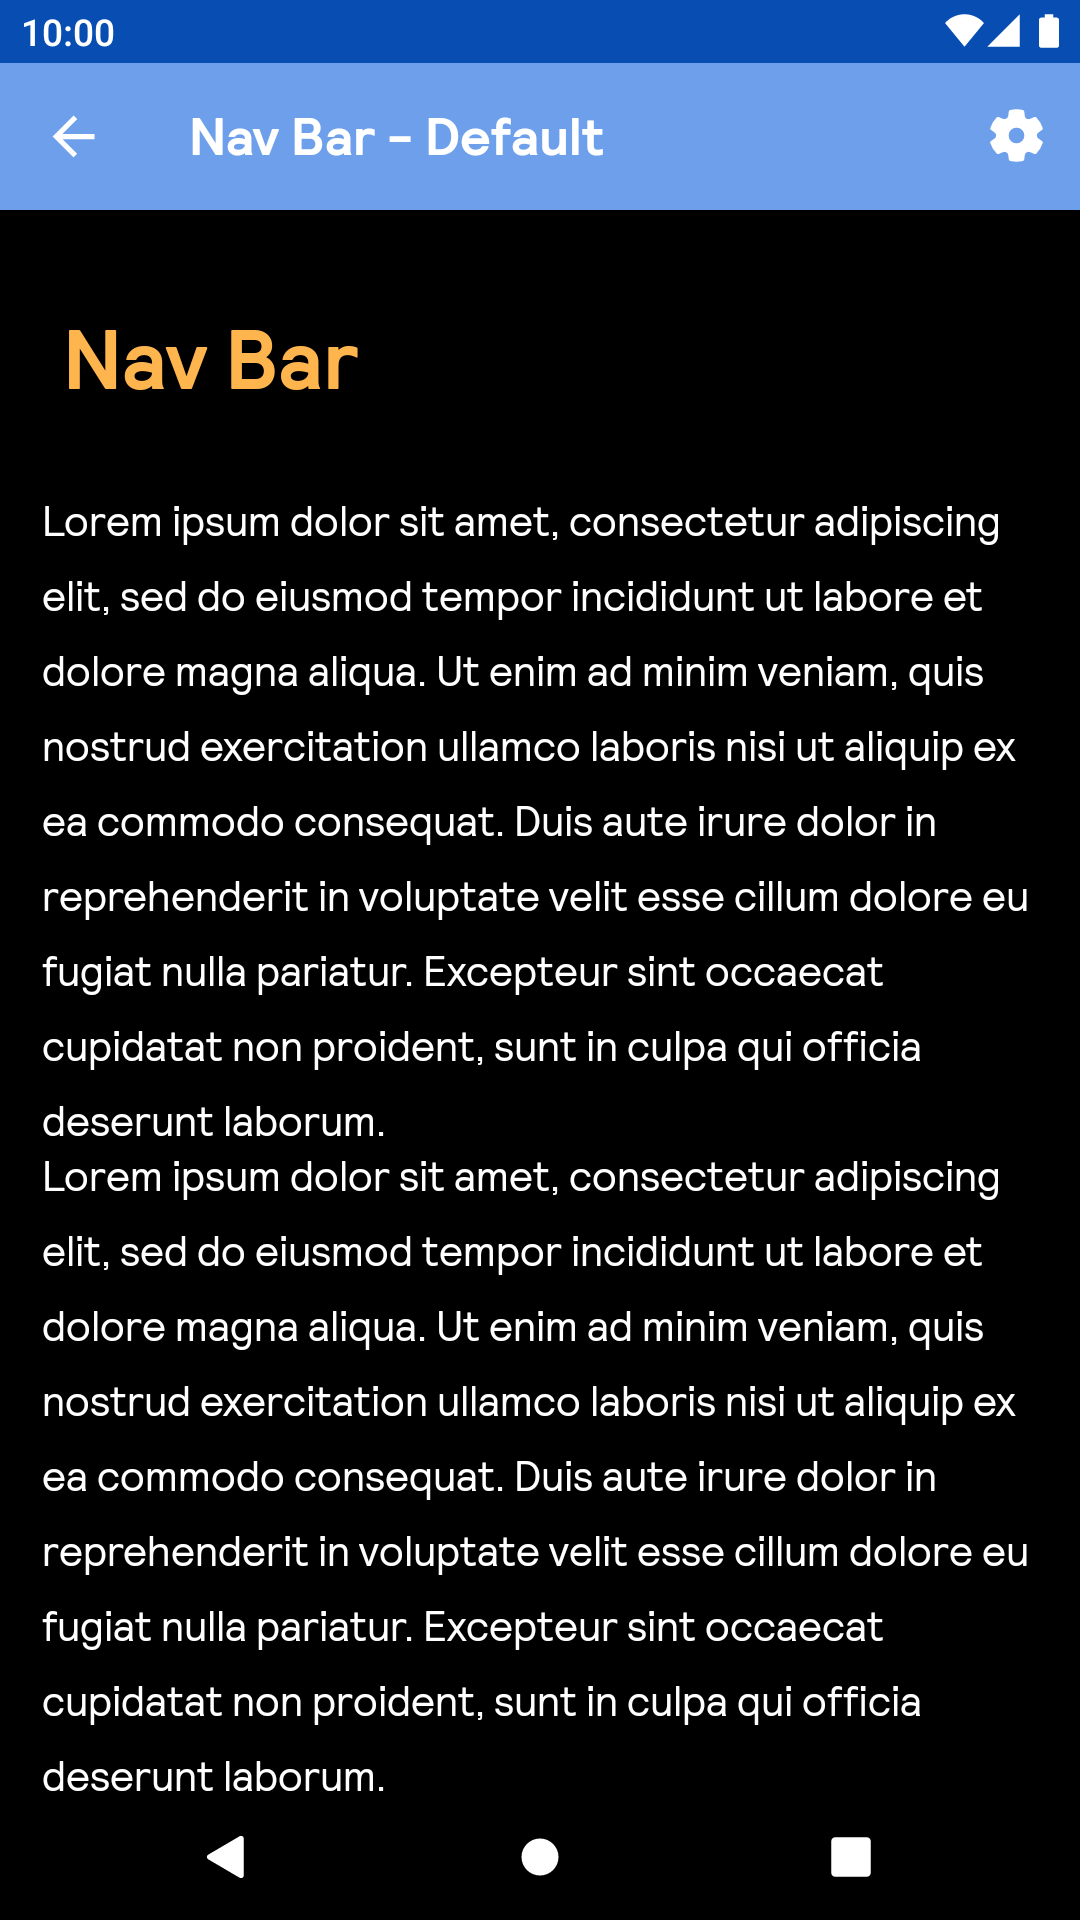 10:00
Nav Bar - Default
Nav Bar
Lorem ipsum dolor sit amet, consectetur adipiscing
elit, sed do eiusmod tempor incididunt ut labore et
dolore magna aliqua. Ut enim ad minim veniam, quis
nostrud exercitation ullamco laboris nisi ut aliquip ex
ea commodo consequat. Duis aute irure dolor in
reprehenderit in voluptate velit esse cillum dolore eu
fugiat nulla pariatur. Excepteur sint occaecat
cupidatat non proident, sunt in culpa qui officia
deserunt laborum.
Lorem ipsum dolor sit amet, consectetur adipiscing
elit, sed do eiusmod tempor incididunt ut labore et
dolore magna aliqua. Ut enim ad minim veniam, quis
nostrud exercitation ullamco laboris nisi ut aliquip ex
ea commodo consequat. Duis aute irure dolor in
reprehenderit in voluptate velit esse cillum dolore eu
fugiat nulla pariatur. Excepteur sint occaecat
cupidatat non proident, sunt in culpa qui officia
deserunt laborum.